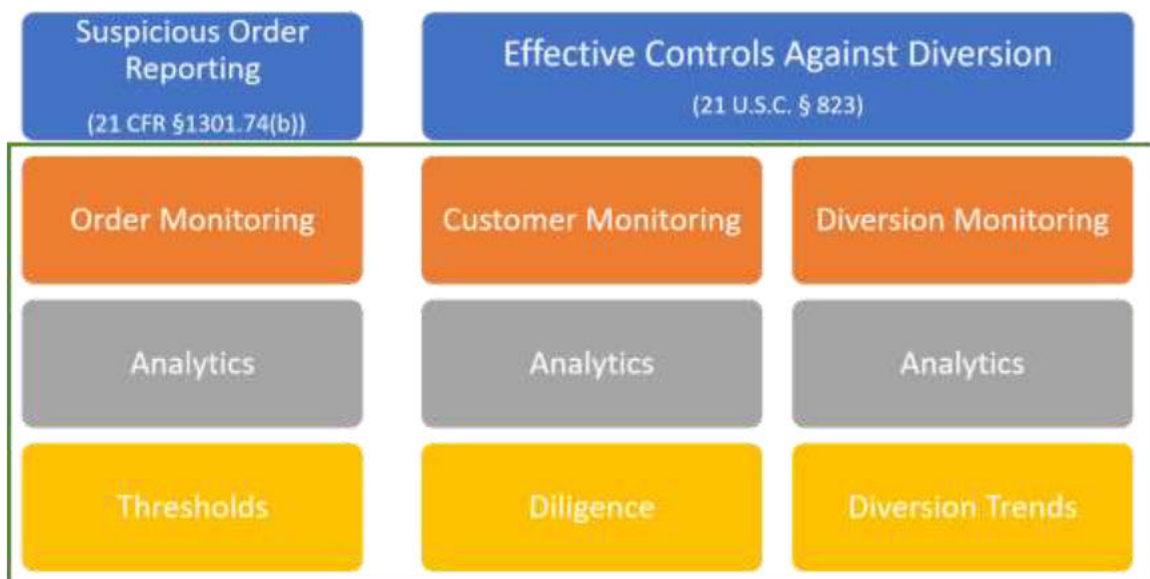 Suspicious Order
Reporting
(21 CFR §1301.74(b))
Effective Controls Against Diversion
(21 U.S.C. § 823)
Order Monitoring
Customer Monitoring
Diversion Monitoring
Analytics
Analytics
Analytics
Thresholds
Diligence
Diversion Trends